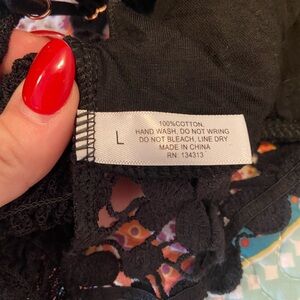 100%COTTON,
HAND WASH, DO NOT WRING
DO NOT BLEACH, LINE DRY
MADE IN CHINA
RN: 134313
L